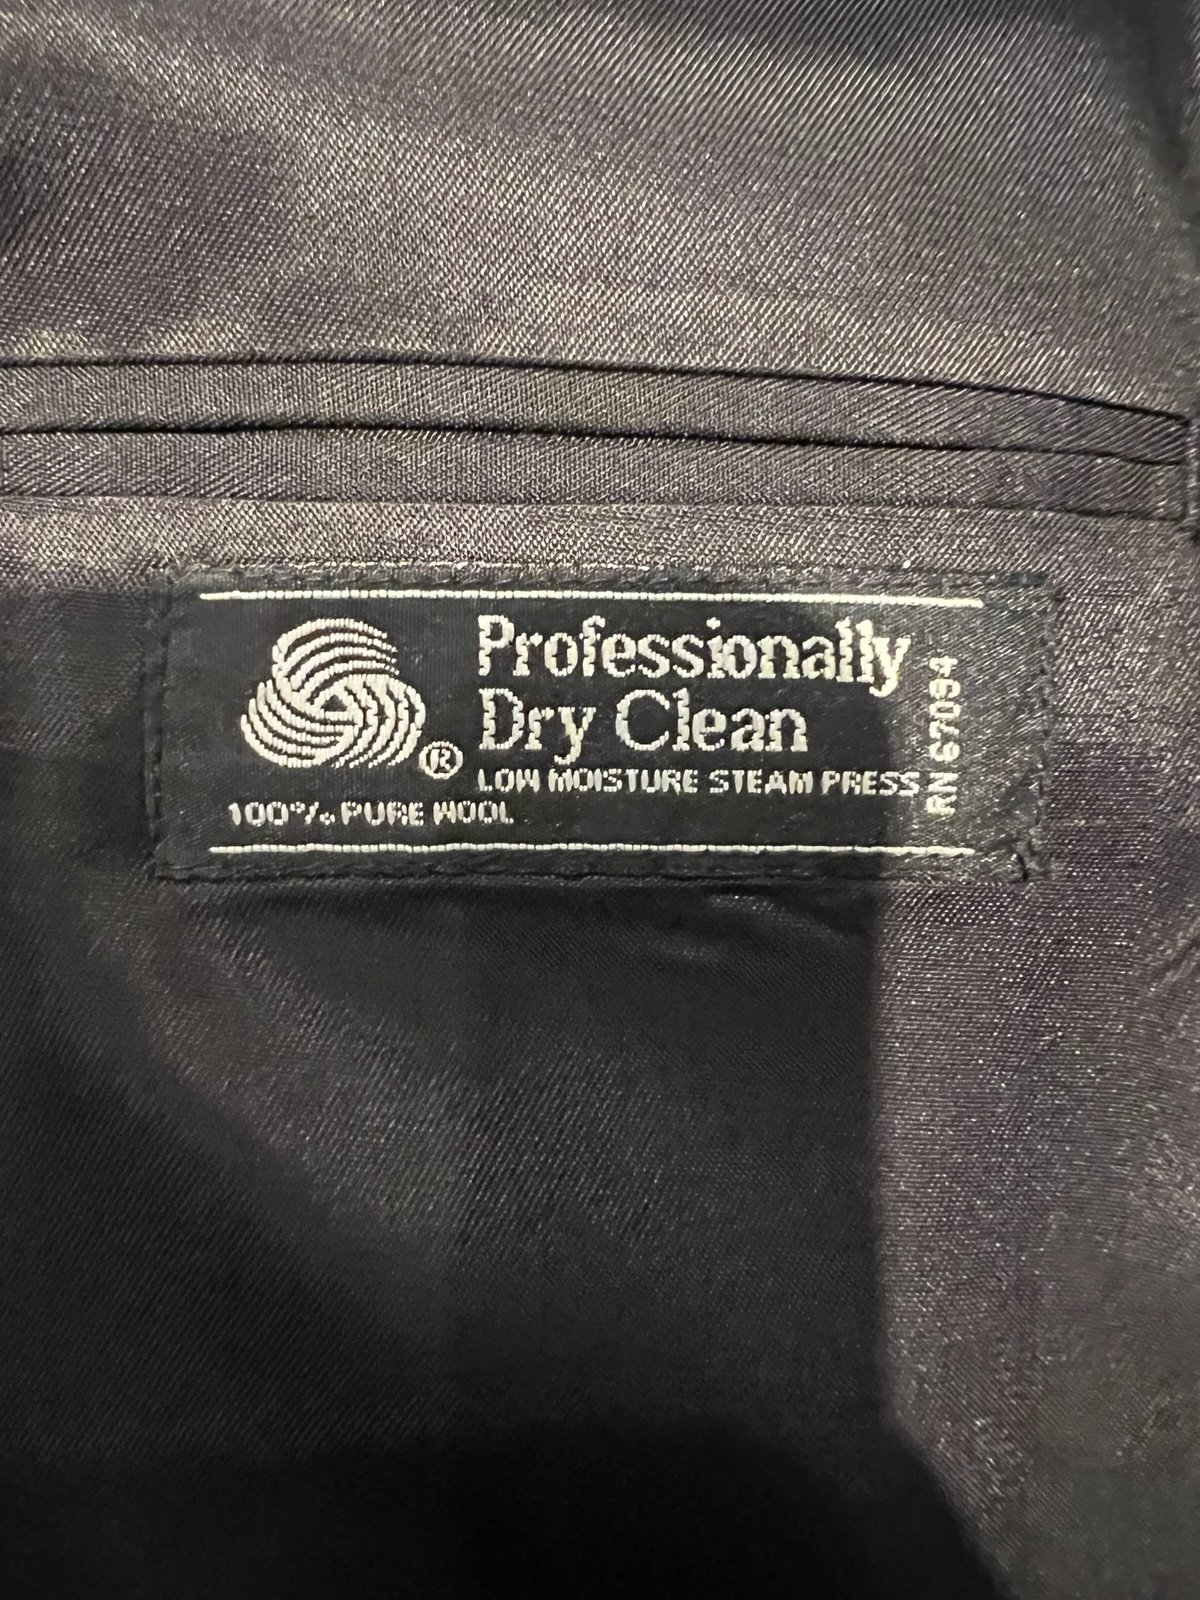 Professionally
Dry Clean
LOW MOISTURE STEAM PRESS
100% PURE WOOL
RN 67094
®